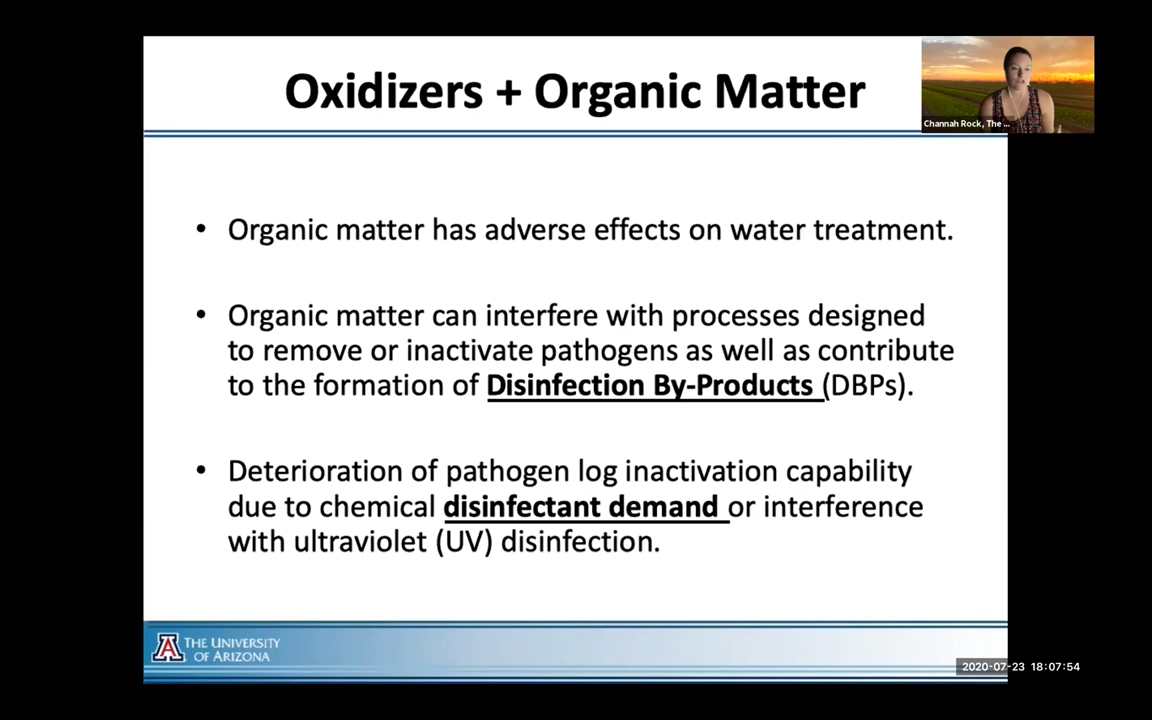 Oxidizers + Organic Matter
Channah Rock, The ...
• Organic matter has adverse effects on water treatment.
• Organic matter can interfere with processes designed
to remove or inactivate pathogens as well as contribute
to the formation of Disinfection By-Products (DBPs).
• Deterioration of pathogen log inactivation capability
due to chemical disinfectant demand or interference
with ultraviolet (UV) disinfection.
A THE UNIVERSITY
OF ARIZONA
2020-07-23 18:07:54